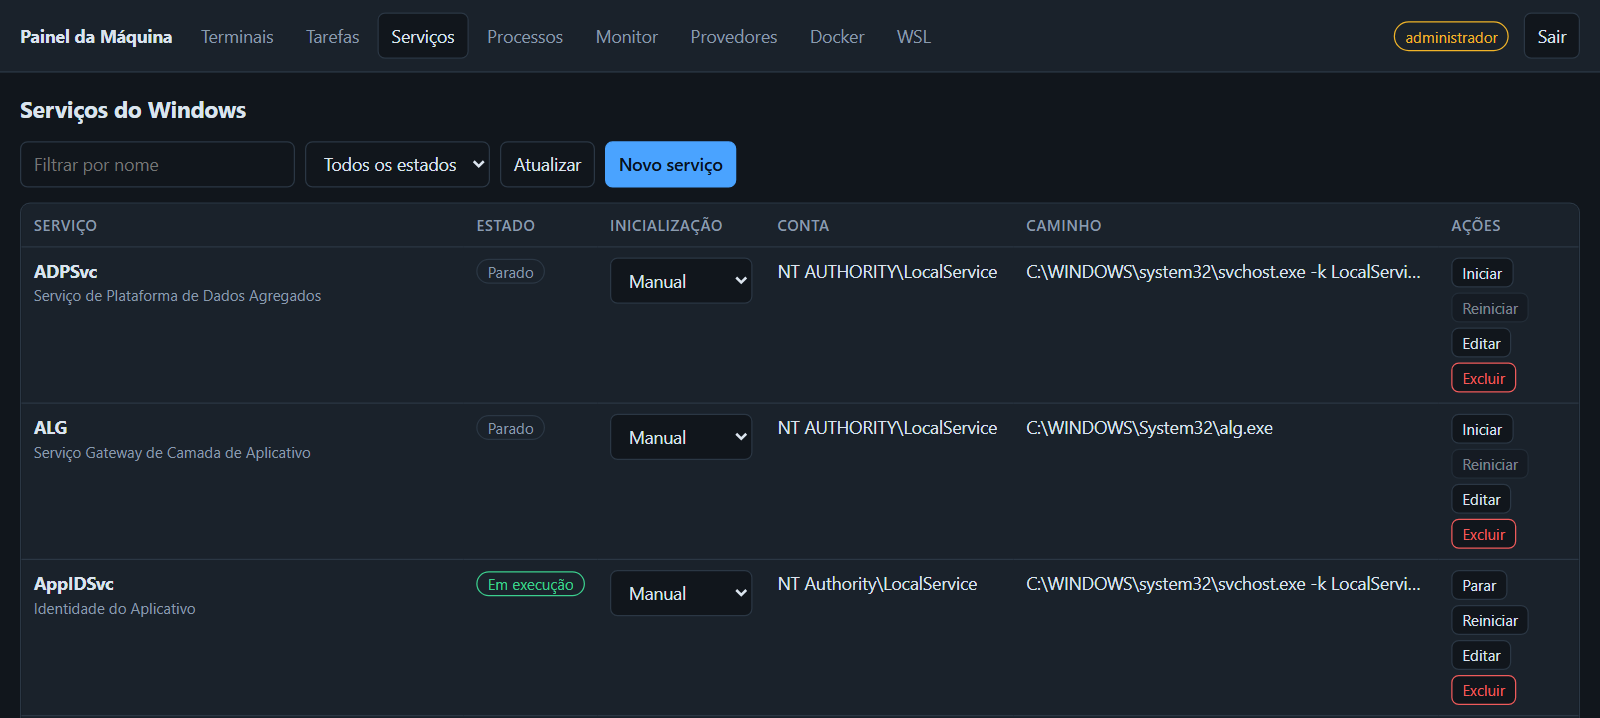 Painel da Máquina Terminais Tarefas Serviços Processos Monitor Provedores Docker WSL administrador Sair
Serviços do Windows
Filtrar por nome Todos os estados Atualizar Novo serviço
SERVIÇO ESTADO INICIALIZAÇÃO CONTA CAMINHO AÇÕES
ADPSvc Parado Manual NT AUTHORITY\LocalService C:\WINDOWS\system32\svchost.exe -k LocalServi... Iniciar
Serviço de Plataforma de Dados Agregados
Reiniciar
Editar
Excluir
ALG Parado Manual NT AUTHORITY\LocalService C:\WINDOWS\System32\alg.exe Iniciar
Serviço Gateway de Camada de Aplicativo
Reiniciar
Editar
Excluir
AppIDSvc Em execução Manual NT Authority\LocalService C:\WINDOWS\system32\svchost.exe -k LocalServi... Parar
Identidade do Aplicativo
Reiniciar
Editar
Excluir